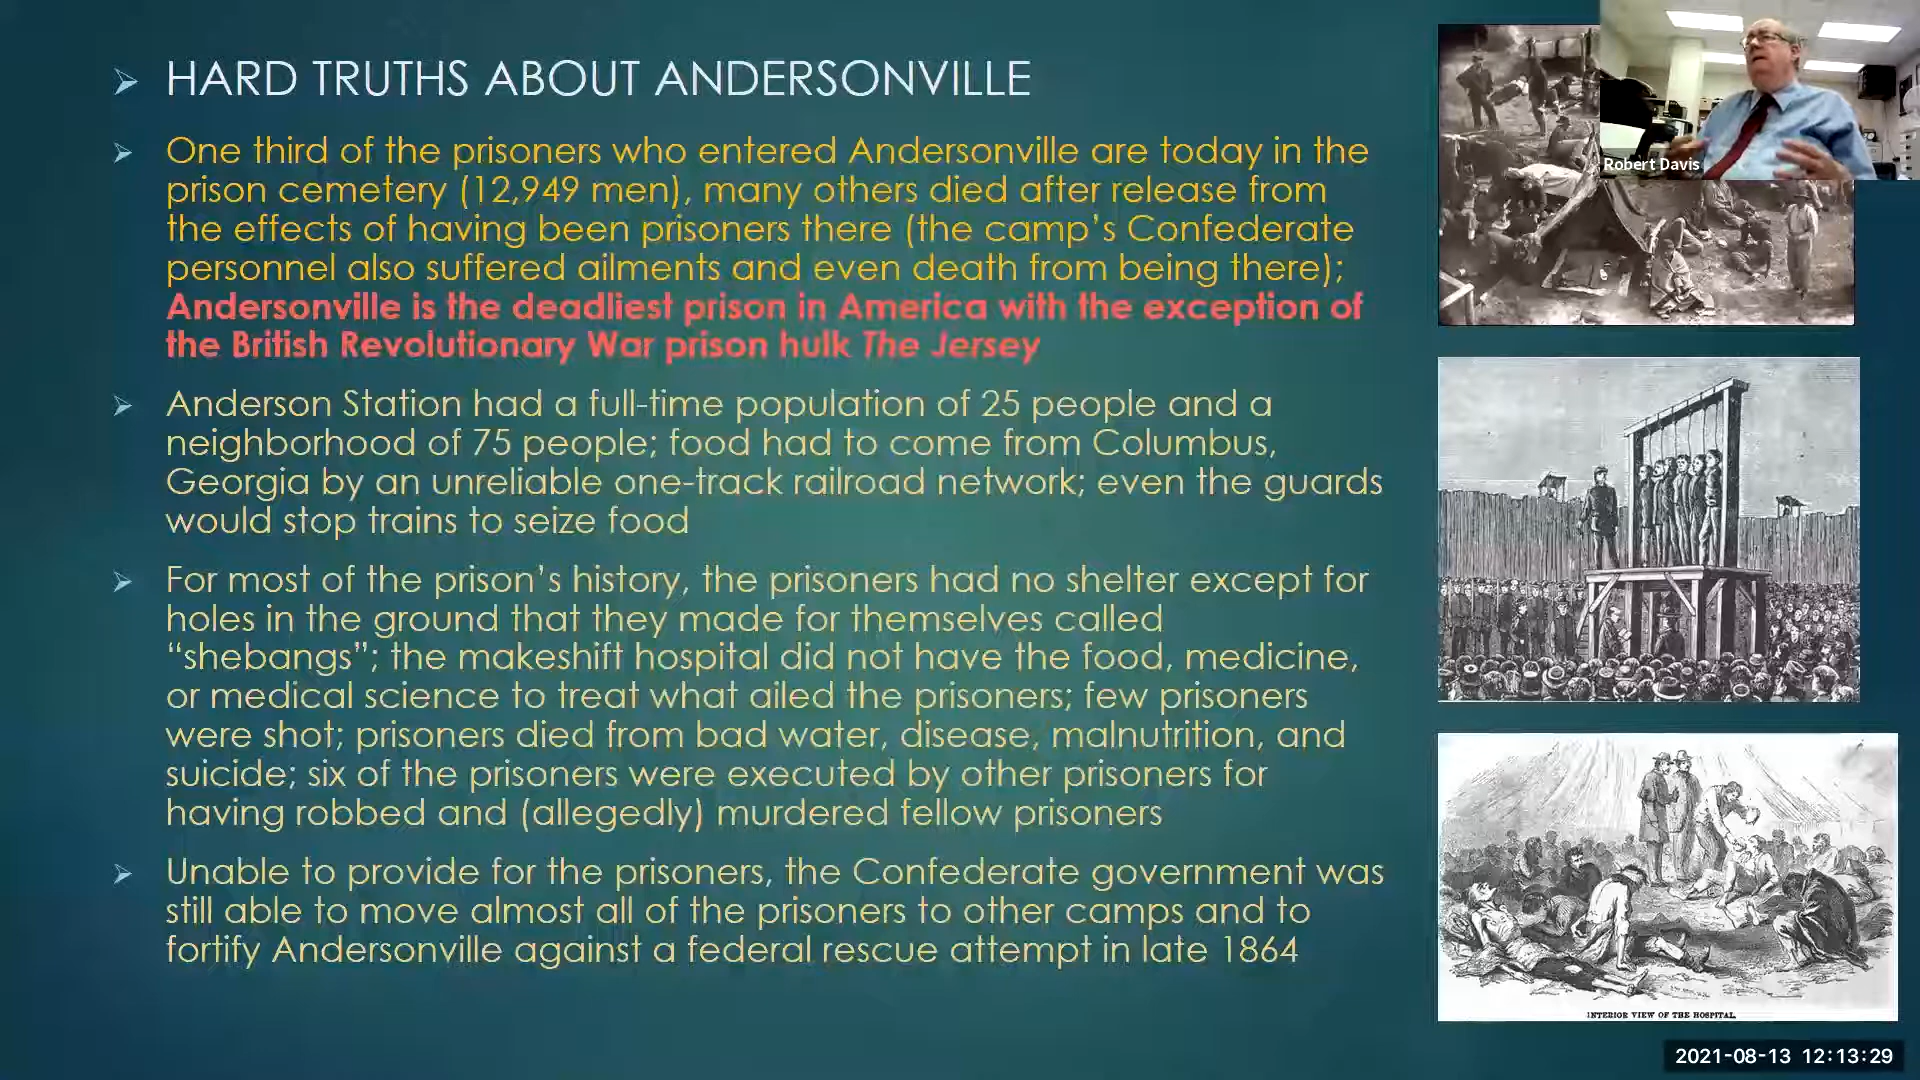 HARD TRUTHS ABOUT ANDERSONVILLE
One third of the prisoners who entered Andersonville are today in the
prison cemetery (12,949 men), many others died after release from
the effects of having been prisoners there (the camp’s Confederate
personnel also suffered ailments and even death from being there);
Andersonville is the deadliest prison in America with the exception of
the British Revolutionary War prison hulk The Jersey
Anderson Station had a full-time population of 25 people and a
neighborhood of 75 people; food had to come from Columbus,
Georgia by an unreliable one-track railroad network; even the guards
would stop trains to seize food
For most of the prison’s history, the prisoners had no shelter except for
holes in the ground that they made for themselves called
“shebangs”; the makeshift hospital did not have the food, medicine,
or medical science to treat what ailed the prisoners; few prisoners
were shot; prisoners died from bad water, disease, malnutrition, and
suicide; six of the prisoners were executed by other prisoners for
having robbed and (allegedly) murdered fellow prisoners
Unable to provide for the prisoners, the Confederate government was
still able to move almost all of the prisoners to other camps and to
fortify Andersonville against a federal rescue attempt in late 1864
Robert Davis
INTERIOR VIEW OF THE HOSPITAL.
2021-08-13 12:13:29